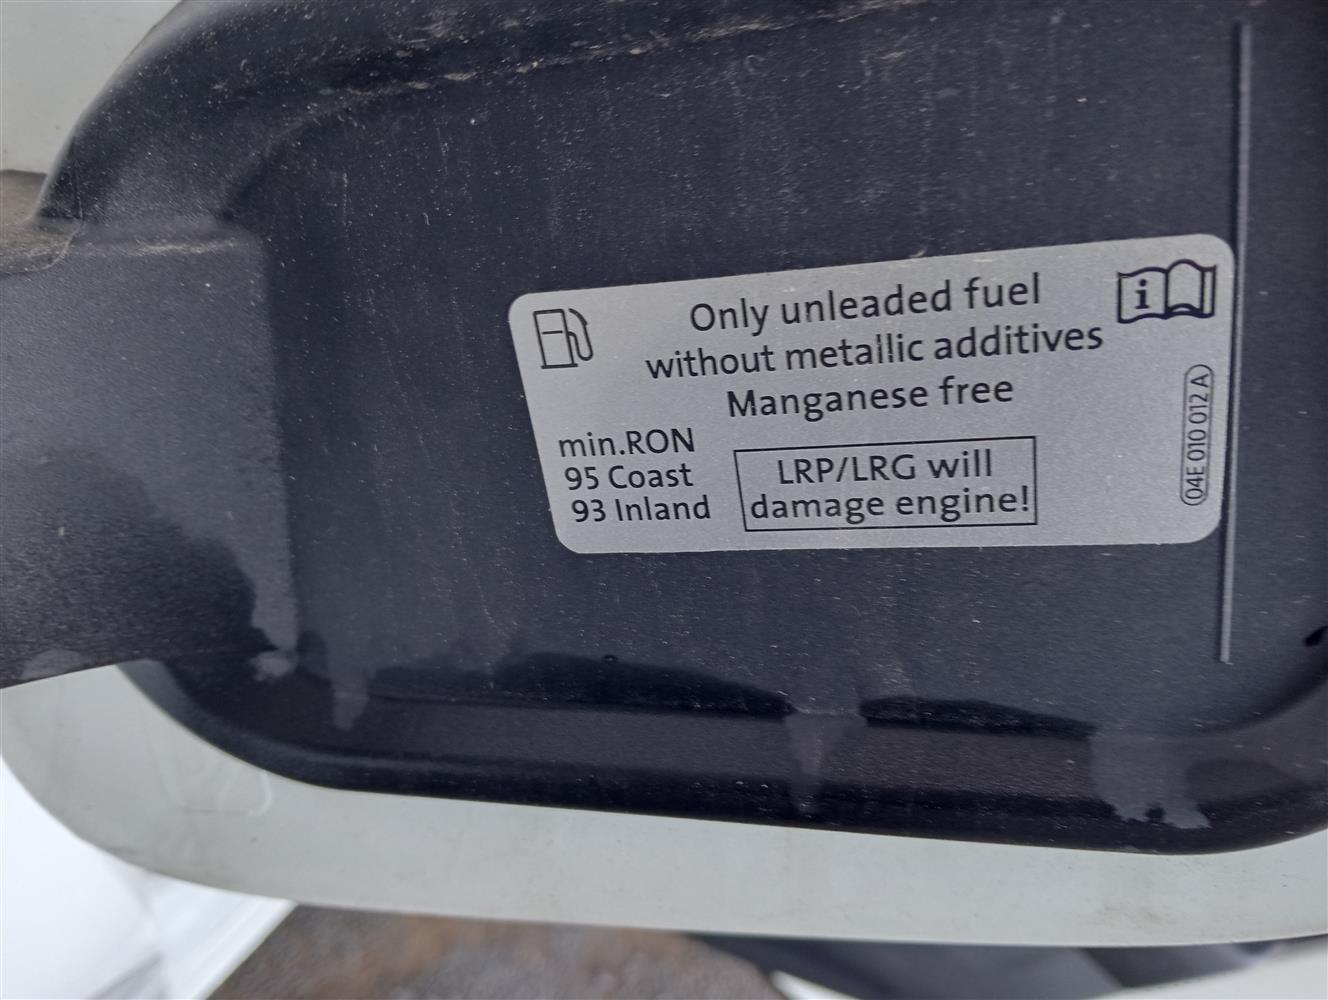 Only unleaded fuel
without metallic additives
Manganese free
min.RON
95 Coast
93 Inland
LRP/LRG will
damage engine!
i
04E 010 012 A